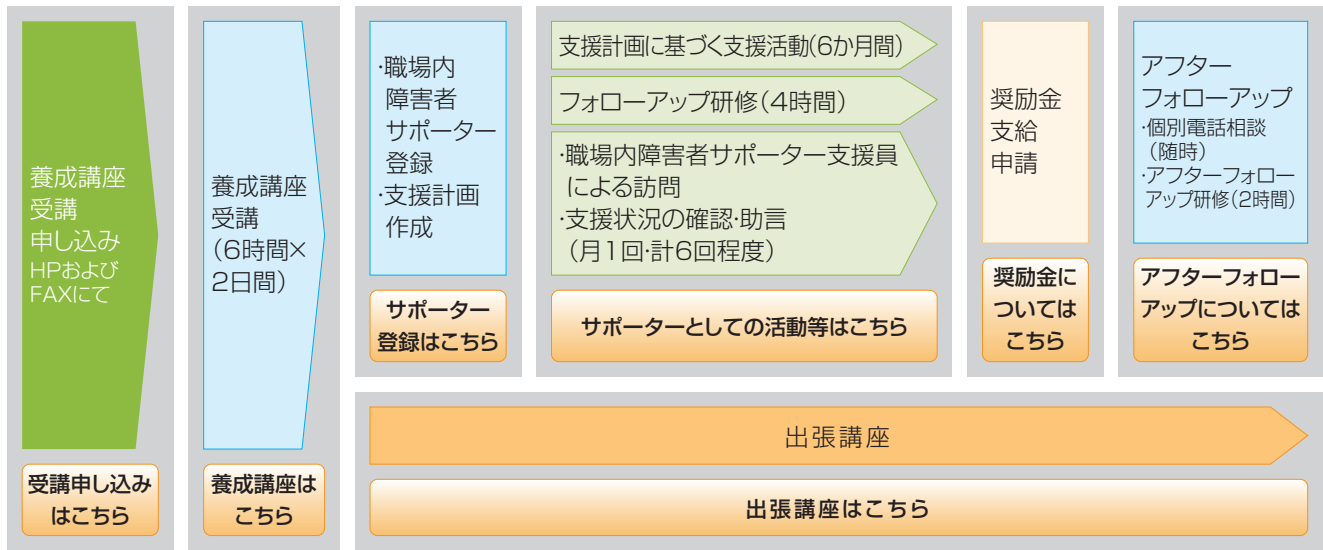 養成講座
受講
申し込み
HPおよび
FAXにて
受講申し込み
はこちら
養成講座
受講
(6時間×
2日間)
養成講座は
こちら
・職場内
障害者
サポーター
登録
・支援計画
作成
サポーター
登録はこちら
支援計画に基づく支援活動(6か月間)
フォローアップ研修(4時間)
・職場内障害者サポーター支援員
による訪問
・支援状況の確認・助言
(月1回・計6回程度)
サポーターとしての活動等はこちら
奨励金
支給
申請
奨励金に
ついては
こちら
アフター
フォローアップ
・個別電話相談
(随時)
・アフターフォロー
アップ研修(2時間)
アフターフォロー
アップについては
こちら
出張講座
出張講座はこちら